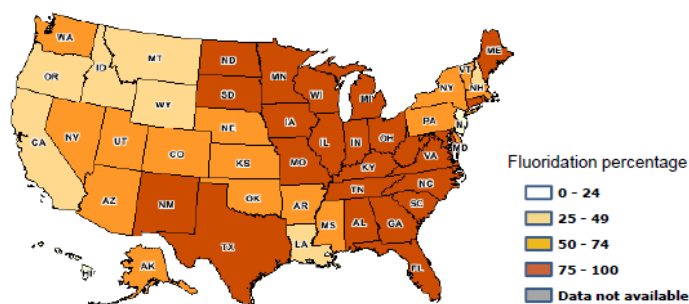 WA
MT
ND
MN
ME
OR
ID
WY
SD
WI
MI
NY
VT
NH
CA
NV
UT
CO
NE
KS
IA
MO
IL
IN
OH
PA
NJ
MD
VA
KY
AZ
NM
OK
AR
TN
NC
SC
TX
LA
MS
AL
GA
FL
AK
HI
Fluoridation percentage
0 - 24
25 - 49
50 - 74
75 - 100
Data not available